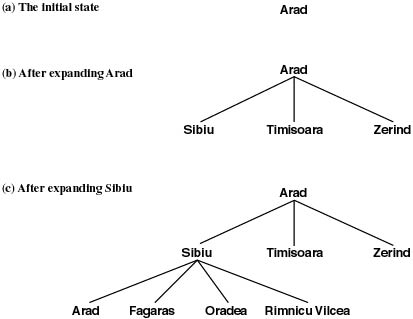 (a) The initial state
Arad
(b) After expanding Arad
Arad
Sibiu Timisoara Zerind
(c) After expanding Sibiu
Arad
Sibiu Timisoara Zerind
Arad Fagaras Oradea Rimnicu Vilcea